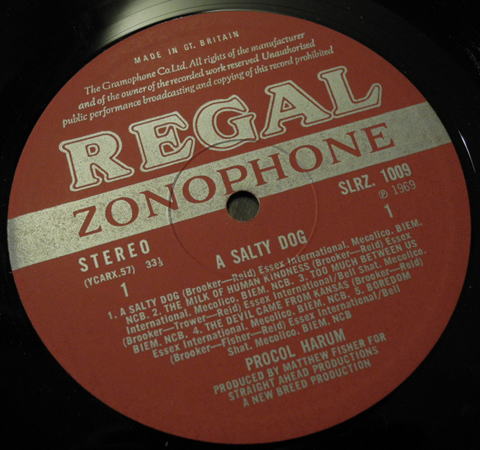 MADE IN GT. BRITAIN
The Gramophone Co Ltd. All rights of the manufacturer
and of the owner of the recorded work reserved Unauthorised
public performance broadcasting and copying of this record prohibited
REGAL
ZONOPHONE
STEREO
(YCARX.57) 33⅓
1
SLRZ. 1009
℗ 1969
1
A SALTY DOG
1. A SALTY DOG (Brooker-Reid) Essex International, Mecolico, BIEM.
NCB. 2. THE MILK OF HUMAN KINDNESS (Brooker-Reid) Essex
International, Mecolico, BIEM. NCB. 3. TOO MUCH BETWEEN US
(Brooker-Trower-Reid) Essex International/Bell Shat. Mecolico.
BIEM. NCB. 4. THE DEVIL CAME FROM KANSAS (Brooker-Reid)
Essex International, Mecolico, BIEM. NCB. 5. BOREDOM
(Brooker-Fisher-Reid) Essex International/Bell
Shat. Mecolico. BIEM. NCB
PROCOL HARUM
PRODUCED BY MATTHEW FISHER FOR
STRAIGHT AHEAD PRODUCTIONS
A NEW BREED PRODUCTION